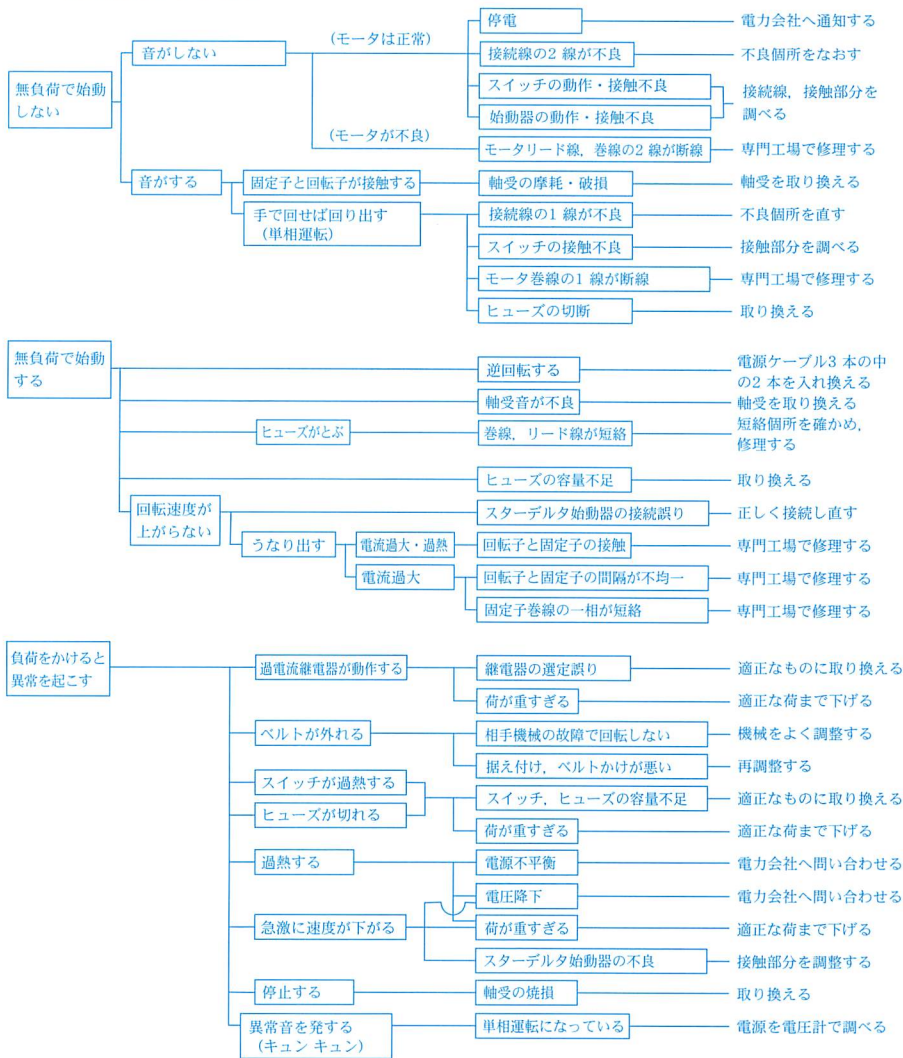 無負荷で始動
しない
音がしない
(モータは正常)
停電
電力会社へ通知する
接続線の2 線が不良
不良個所をなおす
スイッチの動作・接触不良
始動器の動作・接触不良
接続線，接触部分を
調べる
(モータが不良)
モータリード線，巻線の2 線が断線
専門工場で修理する
音がする
固定子と回転子が接触する
軸受の摩耗・破損
軸受を取り換える
手で回せば回り出す
(単相運転)
接続線の1 線が不良
不良個所を直す
スイッチの接触不良
接触部分を調べる
モータ巻線の1 線が断線
専門工場で修理する
ヒューズの切断
取り換える
無負荷で始動
する
逆回転する
電源ケーブル3 本の中
の2 本を入れ換える
軸受音が不良
軸受を取り換える
ヒューズがとぶ
巻線，リード線が短絡
短絡個所を確かめ，
修理する
ヒューズの容量不足
取り換える
回転速度が
上がらない
スターデルタ始動器の接続誤り
正しく接続し直す
うなり出す
電流過大・過熱
回転子と固定子の接触
専門工場で修理する
電流過大
回転子と固定子の間隔が不均一
専門工場で修理する
固定子巻線の一相が短絡
専門工場で修理する
負荷をかけると
異常を起こす
過電流継電器が動作する
継電器の選定誤り
適正なものに取り換える
荷が重すぎる
適正な荷まで下げる
ベルトが外れる
相手機械の故障で回転しない
機械をよく調整する
据え付け，ベルトかけが悪い
再調整する
スイッチが過熱する
ヒューズが切れる
スイッチ，ヒューズの容量不足
適正なものに取り換える
荷が重すぎる
適正な荷まで下げる
過熱する
電源不平衡
電力会社へ問い合わせる
電圧降下
電力会社へ問い合わせる
急激に速度が下がる
荷が重すぎる
適正な荷まで下げる
スターデルタ始動器の不良
接触部分を調整する
停止する
軸受の焼損
取り換える
異常音を発する
(キュン キュン)
単相運転になっている
電源を電圧計で調べる